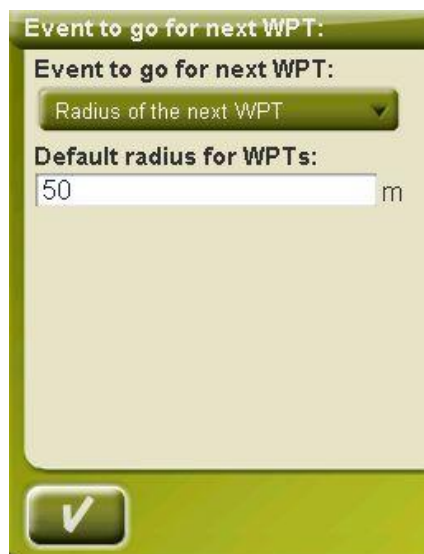 Event to go for next WPT:
Event to go for next WPT:
Radius of the next WPT
Default radius for WPTs:
50 m